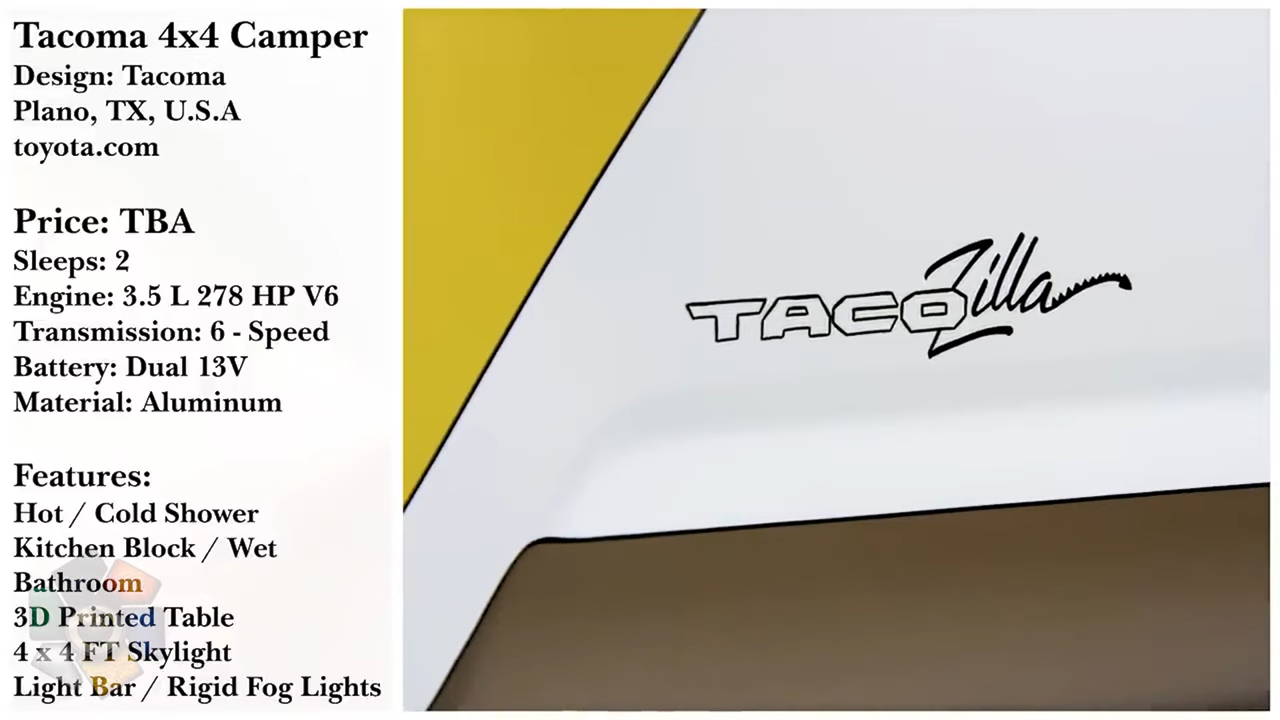 Tacoma 4x4 Camper
Design: Tacoma
Plano, TX, U.S.A
toyota.com
Price: TBA
Sleeps: 2
Engine: 3.5 L 278 HP V6
Transmission: 6 - Speed
Battery: Dual 13V
Material: Aluminum
Features:
Hot / Cold Shower
Kitchen Block / Wet
Bathroom
3D Printed Table
4 x 4 FT Skylight
Light Bar / Rigid Fog Lights
TACOZilla